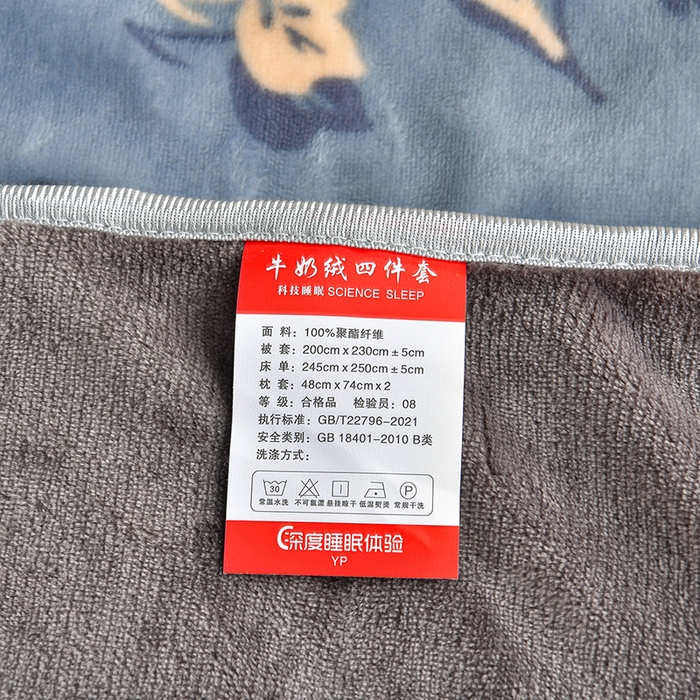 牛奶绒四件套
科技睡眠 SCIENCE SLEEP
面 料：100%聚酯纤维
被 套：200cm x 230cm ± 5cm
床 单：245cm x 250cm ± 5cm
枕 套：48cm x 74cm x 2
等 级：合格品 检验员：08
执行标准：GB/T22796-2021
安全类别：GB 18401-2010 B类
洗涤方式：
30 P
常温水洗 不可氯漂 悬挂晾干 低温熨烫 常规干洗
深度睡眠体验
YP